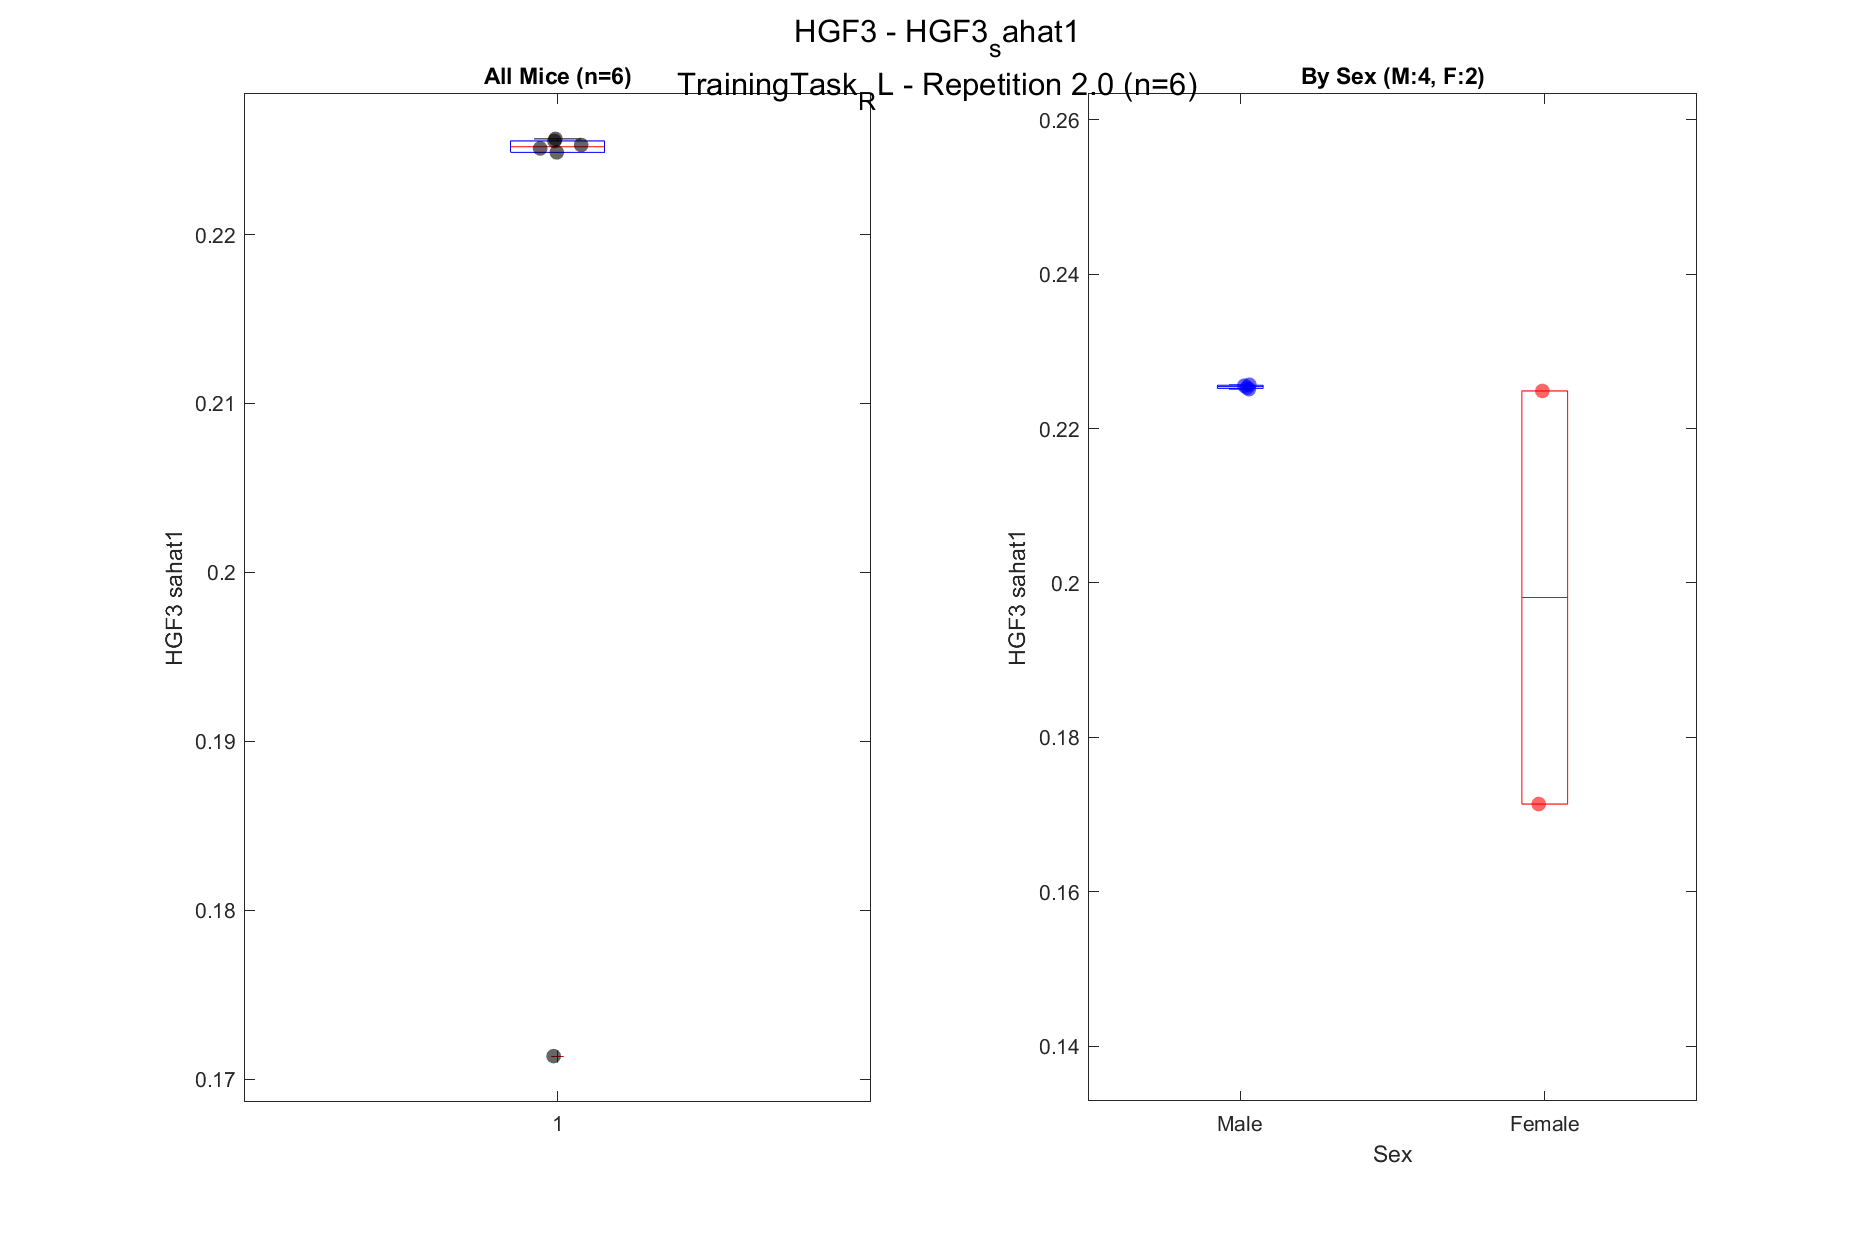 HGF3 - HGF3_sahat1
TrainingTask_RL - Repetition 2.0 (n=6)
All Mice (n=6)
HGF3 sahat1
0.22
0.21
0.2
0.19
0.18
0.17
1
By Sex (M:4, F:2)
HGF3 sahat1
0.26
0.24
0.22
0.2
0.18
0.16
0.14
Male Female
Sex